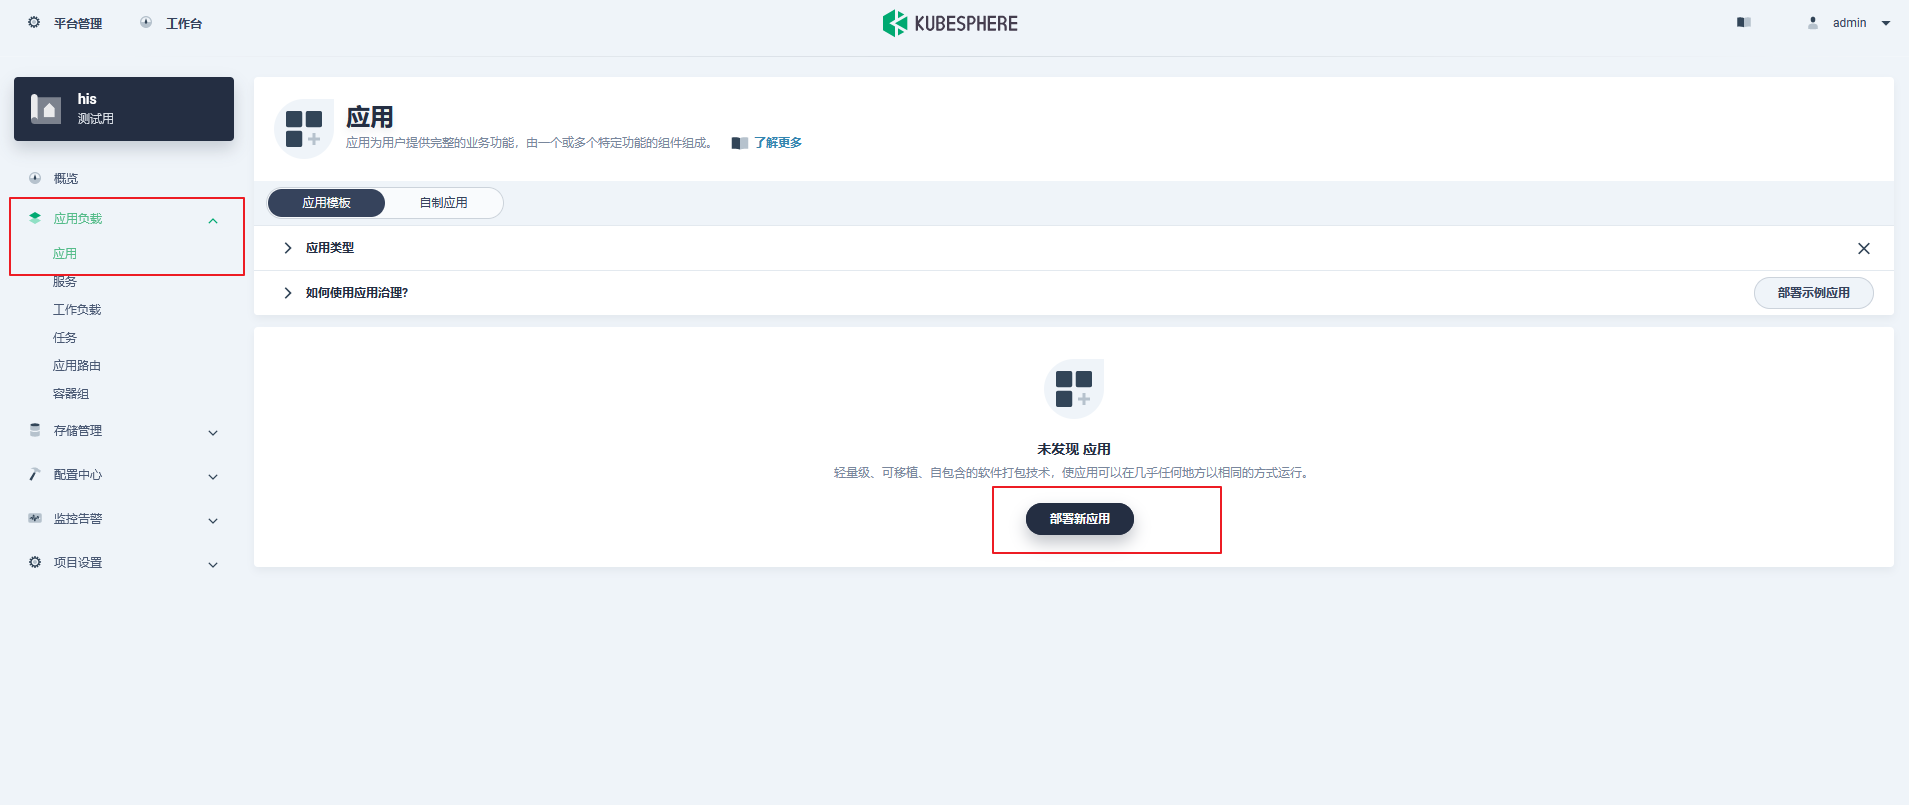 平台管理
工作台
KUBESPHERE
admin
his
测试用
概览
应用负载
应用
服务
工作负载
任务
应用路由
容器组
存储管理
配置中心
监控告警
项目设置
应用
应用为用户提供完整的业务功能，由一个或多个特定功能的组件组成。
了解更多
应用模板
自制应用
应用类型
如何使用应用治理?
部署示例应用
未发现 应用
轻量级、可移植、自包含的软件打包技术，使应用可以在几乎任何地方以相同的方式运行。
部署新应用